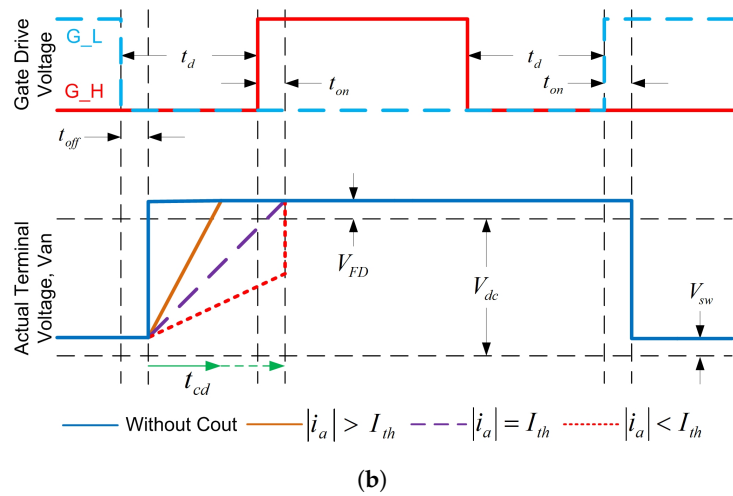 Gate Drive
Voltage
G_L
G_H
t_d
t_d
t_on
t_on
t_off
Actual Terminal
Voltage, Van
V_FD
V_dc
V_sw
t_cd
Without Cout
|i_a| > I_th
|i_a| = I_th
|i_a| < I_th
(b)